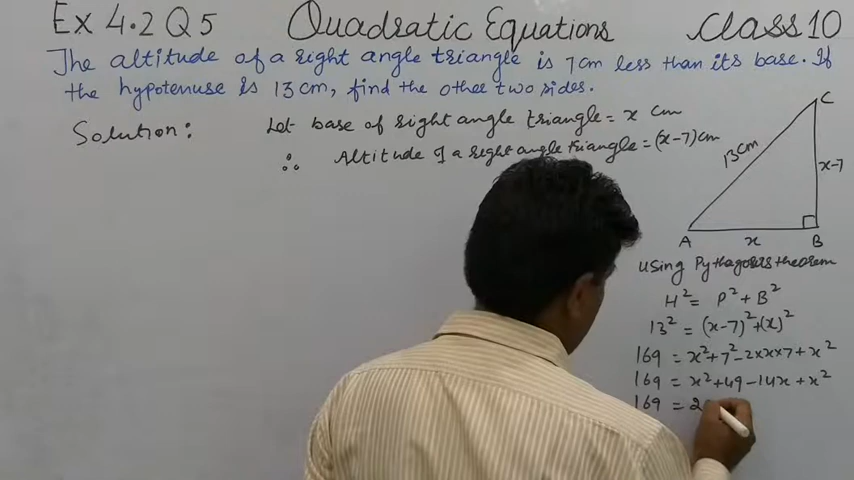 Ex 4.2 Q5 Quadratic Equations Class 10
The altitude of a right angle triangle is 7cm less than its base. If
the hypotenuse is 13 cm, find the other two sides.
Solution: Let base of right angle triangle = x cm
∴ Altitude of a right angle triangle = (x-7)cm
C
13cm
x-7
A x B
Using Pythagoras theorem
H² = P² + B²
13² = (x-7)² + (x)²
169 = x² + 7² - 2×x×7 + x²
169 = x² + 49 - 14x + x²
169 = 2